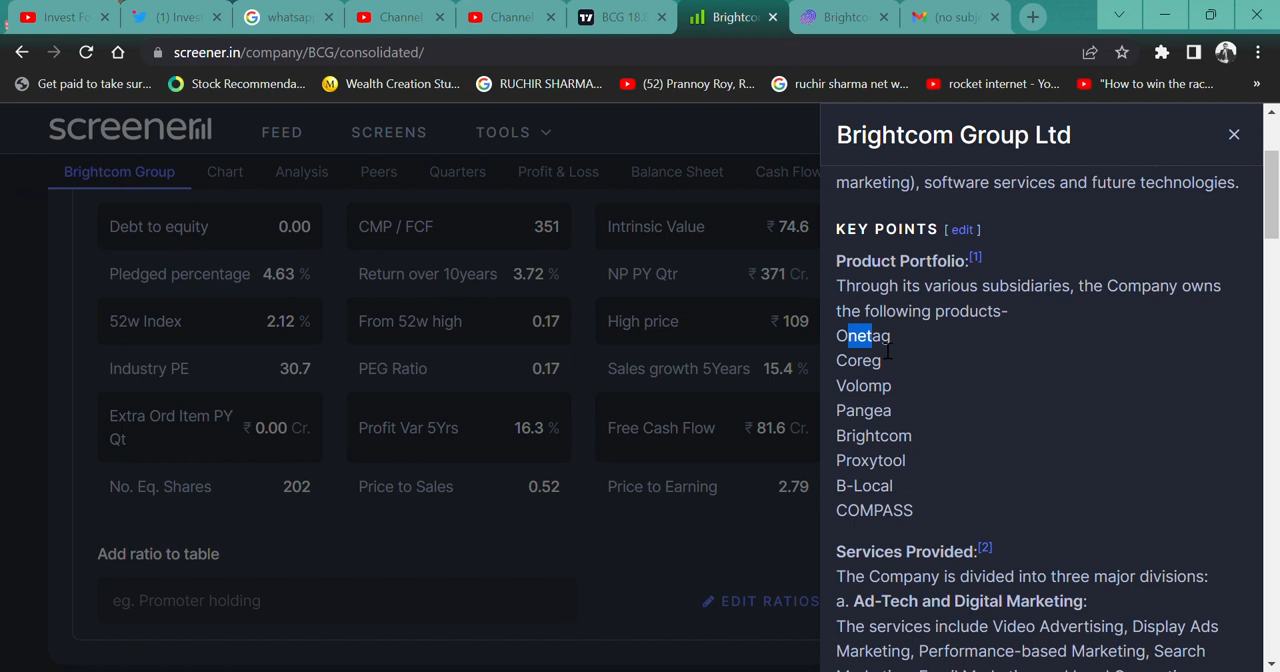 Invest Fo
(1) Invest
whatsap
Channel
Channel
BCG 18.
Brightco
Brightco
(no subj
screener.in/company/BCG/consolidated/
Get paid to take sur...
Stock Recommenda...
Wealth Creation Stu...
RUCHIR SHARMA...
(52) Prannoy Roy, R...
ruchir sharma net w...
rocket internet - Yo...
"How to win the rac...
»
screener
FEED
SCREENS
TOOLS
Brightcom Group
Chart
Analysis
Peers
Quarters
Profit & Loss
Balance Sheet
Cash Flow
Debt to equity 0.00
CMP / FCF 351
Intrinsic Value ₹ 74.6
Pledged percentage 4.63 %
Return over 10years 3.72 %
NP PY Qtr ₹ 371 Cr.
52w Index 2.12 %
From 52w high 0.17
High price ₹ 109
Industry PE 30.7
PEG Ratio 0.17
Sales growth 5Years 15.4 %
Extra Ord Item PY
Qt ₹ 0.00 Cr.
Profit Var 5Yrs 16.3 %
Free Cash Flow ₹ 81.6 Cr.
No. Eq. Shares 202
Price to Sales 0.52
Price to Earning 2.79
Add ratio to table
eg. Promoter holding
EDIT RATIOS
Brightcom Group Ltd
marketing), software services and future technologies.
KEY POINTS [ edit ]
Product Portfolio:[1]
Through its various subsidiaries, the Company owns
the following products-
Onetag
Coreg
Volomp
Pangea
Brightcom
Proxytool
B-Local
COMPASS
Services Provided:[2]
The Company is divided into three major divisions:
a. Ad-Tech and Digital Marketing:
The services include Video Advertising, Display Ads
Marketing, Performance-based Marketing, Search